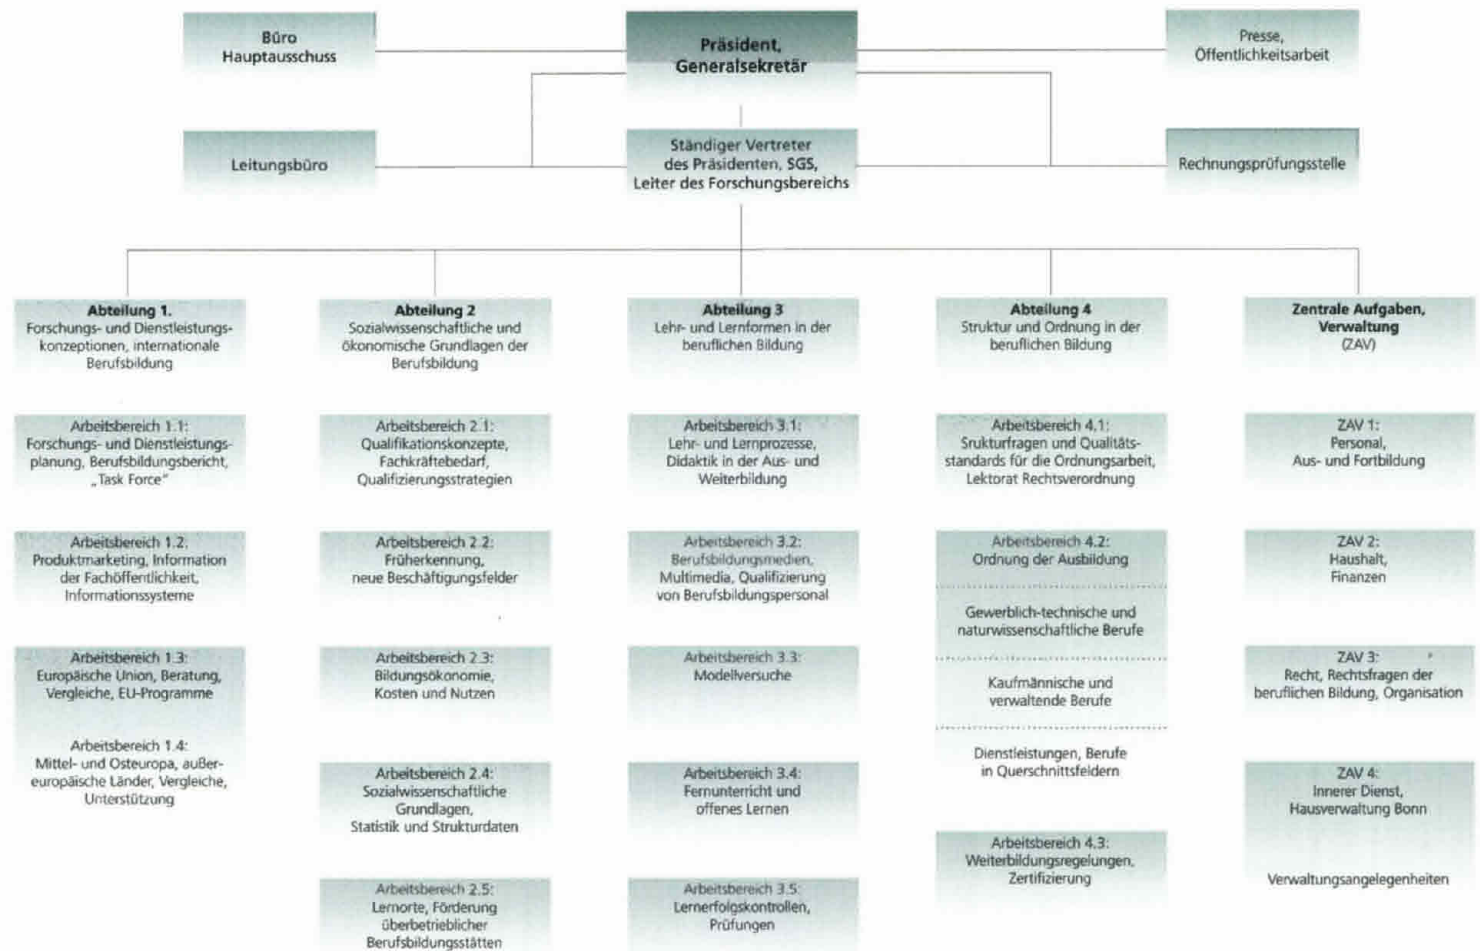 Büro
Hauptausschuss
Präsident,
Generalsekretär
Presse,
Öffentlichkeitsarbeit
Leitungsbüro
Ständiger Vertreter
des Präsidenten, SGS,
Leiter des Forschungsbereichs
Rechnungsprüfungsstelle
Abteilung 1.
Forschungs- und Dienstleistungs-
konzeptionen, internationale
Berufsbildung
Abteilung 2
Sozialwissenschaftliche und
ökonomische Grundlagen der
Berufsbildung
Abteilung 3
Lehr- und Lernformen in der
beruflichen Bildung
Abteilung 4
Struktur und Ordnung in der
beruflichen Bildung
Zentrale Aufgaben,
Verwaltung
(ZAV)
Arbeitsbereich 1.1:
Forschungs- und Dienstleistungs-
planung, Berufsbildungsbericht,
„Task Force"
Arbeitsbereich 2.1:
Qualifikationskonzepte,
Fachkräftebedarf,
Qualifizierungsstrategien
Arbeitsbereich 3.1:
Lehr- und Lernprozesse,
Didaktik in der Aus- und
Weiterbildung
Arbeitsbereich 4.1:
Srukturfragen und Qualitäts-
standards für die Ordnungsarbeit,
Lektorat Rechtsverordnung
ZAV 1:
Personal,
Aus- und Fortbildung
Arbeitsbereich 1.2:
Produktmarketing, Information
der Fachöffentlichkeit,
Informationssysteme
Arbeitsbereich 2.2:
Früherkennung,
neue Beschäftigungsfelder
Arbeitsbereich 3.2:
Berufsbildungsmedien,
Multimedia, Qualifizierung
von Berufsbildungspersonal
Arbeitsbereich 4.2:
Ordnung der Ausbildung
Gewerblich-technische und
naturwissenschaftliche Berufe
Kaufmännische und
verwaltende Berufe
Dienstleistungen, Berufe
in Querschnittsfeldern
ZAV 2:
Haushalt,
Finanzen
Arbeitsbereich 1.3:
Europäische Union, Beratung,
Vergleiche, EU-Programme
Arbeitsbereich 2.3:
Bildungsökonomie,
Kosten und Nutzen
Arbeitsbereich 3.3:
Modellversuche
ZAV 3:
Recht, Rechtsfragen der
beruflichen Bildung, Organisation
Arbeitsbereich 1.4:
Mittel- und Osteuropa, außer-
europäische Länder, Vergleiche,
Unterstützung
Arbeitsbereich 2.4:
Sozialwissenschaftliche
Grundlagen,
Statistik und Strukturdaten
Arbeitsbereich 3.4:
Fernunterricht und
offenes Lernen
Arbeitsbereich 4.3:
Weiterbildungsregelungen,
Zertifizierung
ZAV 4:
Innerer Dienst,
Hausverwaltung Bonn
Verwaltungsangelegenheiten
Arbeitsbereich 2.5:
Lernorte, Förderung
überbetrieblicher
Berufsbildungsstätten
Arbeitsbereich 3.5:
Lernerfolgskontrollen,
Prüfungen